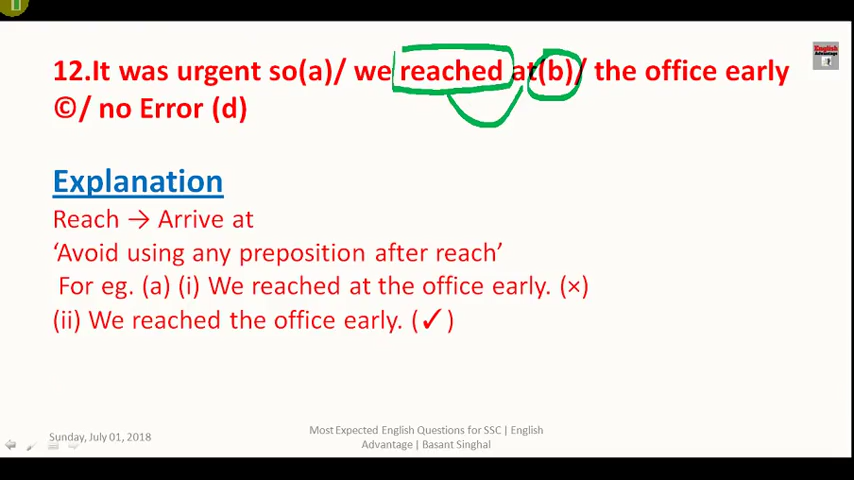 English
Advantage
12.It was urgent so(a)/ we reached at(b)/ the office early
©/ no Error (d)
Explanation
Reach → Arrive at
‘Avoid using any preposition after reach’
For eg. (a) (i) We reached at the office early. (×)
(ii) We reached the office early. (✓)
Sunday, July 01, 2018
Most Expected English Questions for SSC | English
Advantage | Basant Singhal